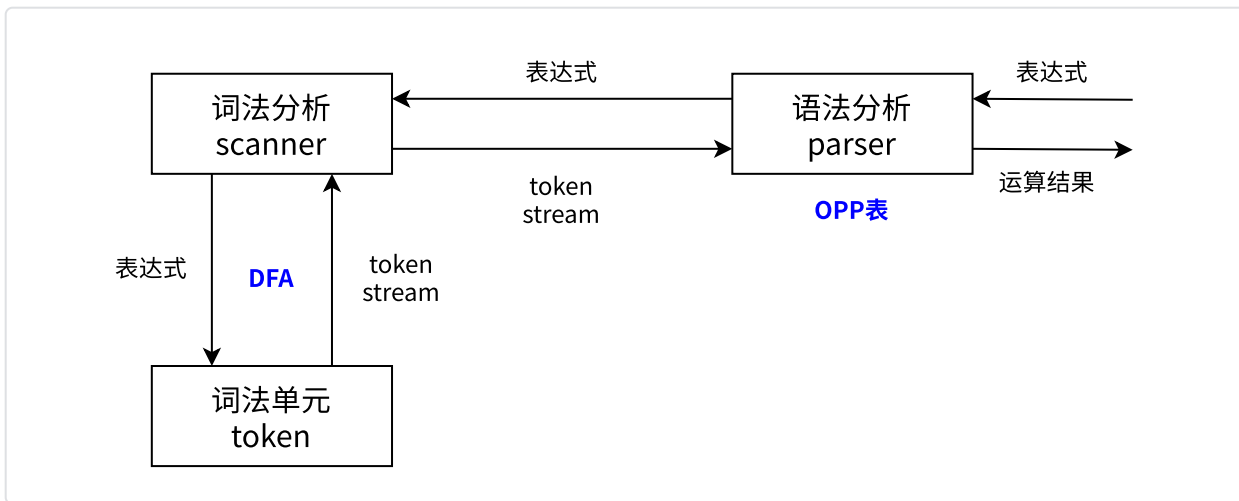 表达式
表达式
词法分析
scanner
语法分析
parser
token
stream
运算结果
OPP表
表达式
DFA
token
stream
词法单元
token